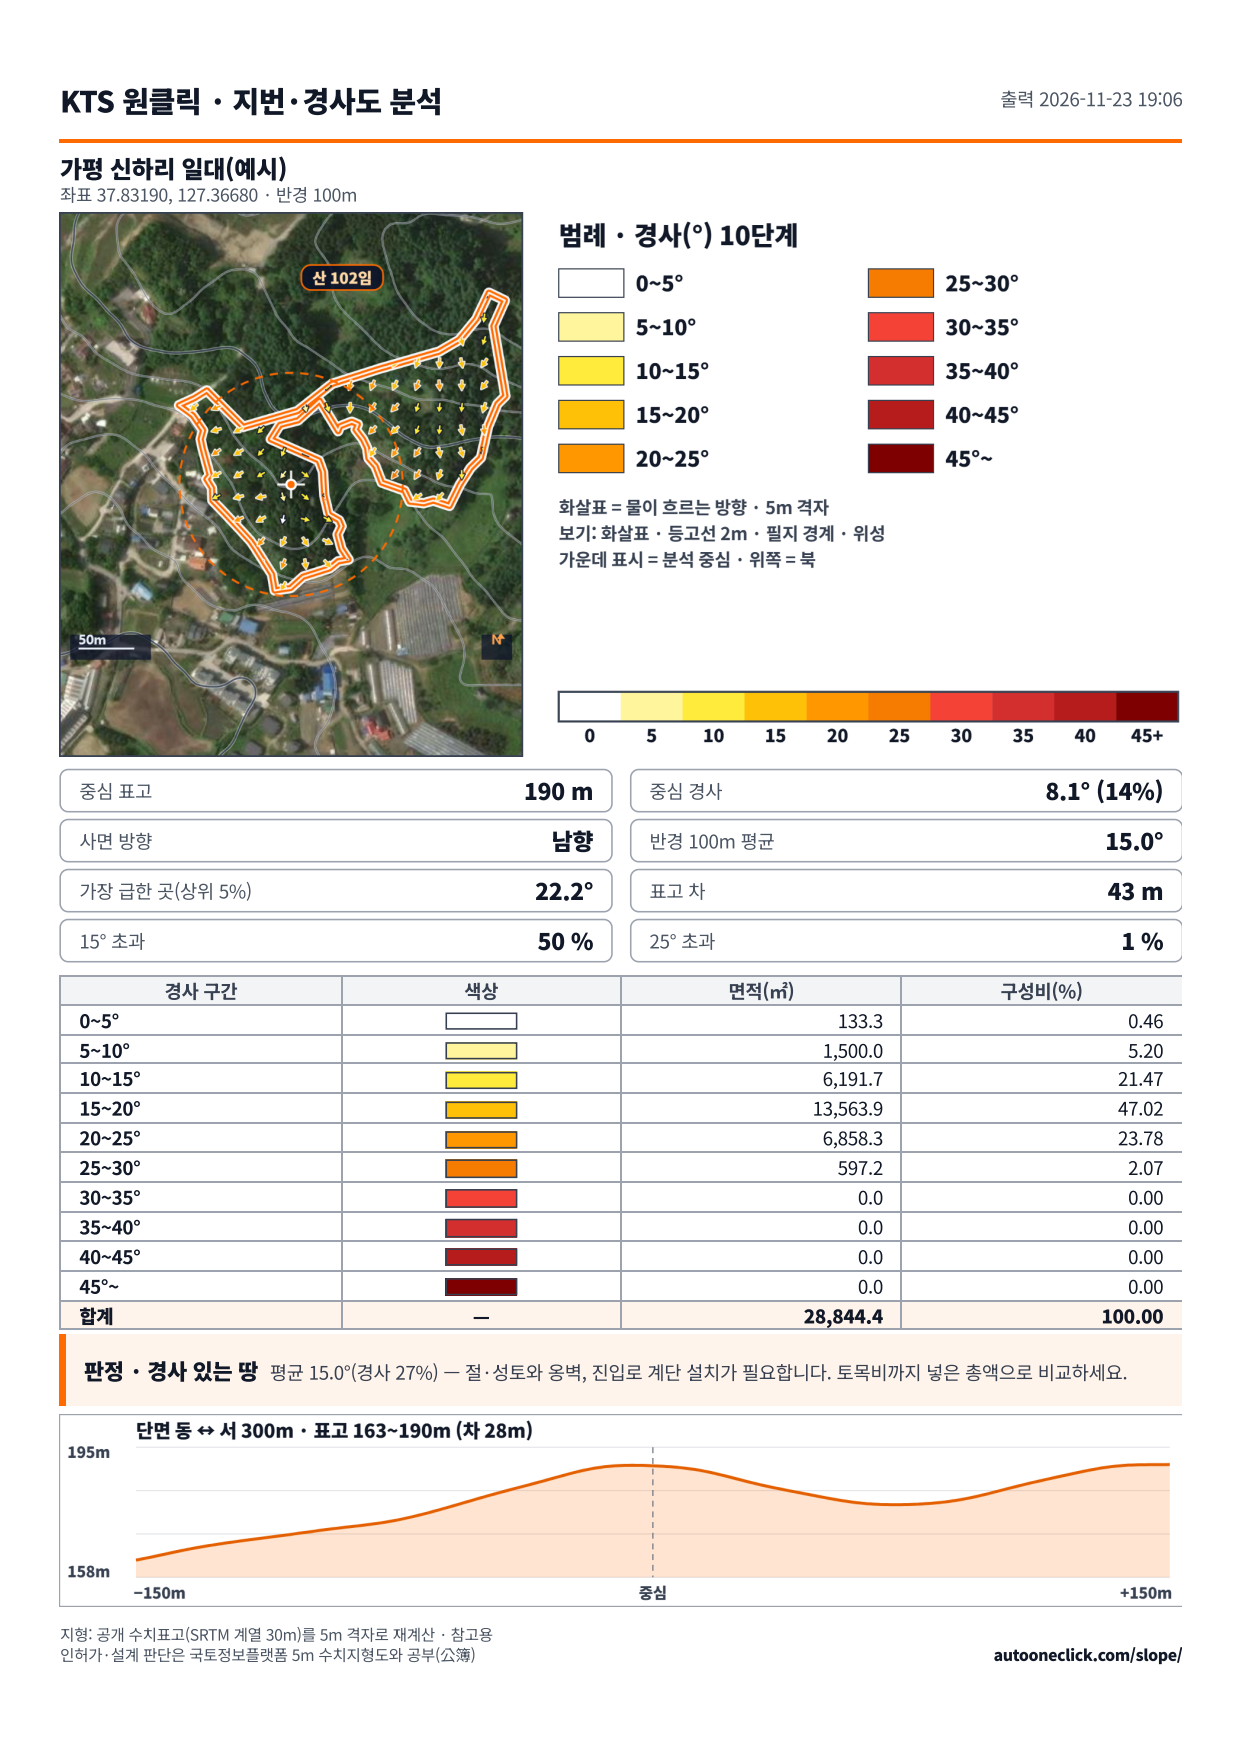 KTS 원클릭 · 지번·경사도 분석
출력 2026-11-23 19:06
가평 신하리 일대(예시)
좌표 37.83190, 127.36680 · 반경 100m
산 102임
50m
N
범례 · 경사(°) 10단계
0~5°
25~30°
5~10°
30~35°
10~15°
35~40°
15~20°
40~45°
20~25°
45°~
화살표 = 물이 흐르는 방향 · 5m 격자
보기: 화살표 · 등고선 2m · 필지 경계 · 위성
가운데 표시 = 분석 중심 · 위쪽 = 북
0 5 10 15 20 25 30 35 40 45+
중심 표고 190 m
중심 경사 8.1° (14%)
사면 방향 남향
반경 100m 평균 15.0°
가장 급한 곳(상위 5%) 22.2°
표고 차 43 m
15° 초과 50 %
25° 초과 1 %
경사 구간 색상 면적(㎡) 구성비(%)
0~5° 133.3 0.46
5~10° 1,500.0 5.20
10~15° 6,191.7 21.47
15~20° 13,563.9 47.02
20~25° 6,858.3 23.78
25~30° 597.2 2.07
30~35° 0.0 0.00
35~40° 0.0 0.00
40~45° 0.0 0.00
45°~ 0.0 0.00
합계 — 28,844.4 100.00
판정 · 경사 있는 땅 평균 15.0°(경사 27%) — 절·성토와 옹벽, 진입로 계단 설치가 필요합니다. 토목비까지 넣은 총액으로 비교하세요.
단면 동 ↔ 서 300m · 표고 163~190m (차 28m)
195m
158m
−150m 중심 +150m
지형: 공개 수치표고(SRTM 계열 30m)를 5m 격자로 재계산 · 참고용
인허가·설계 판단은 국토정보플랫폼 5m 수치지형도와 공부(公簿)
autooneclick.com/slope/